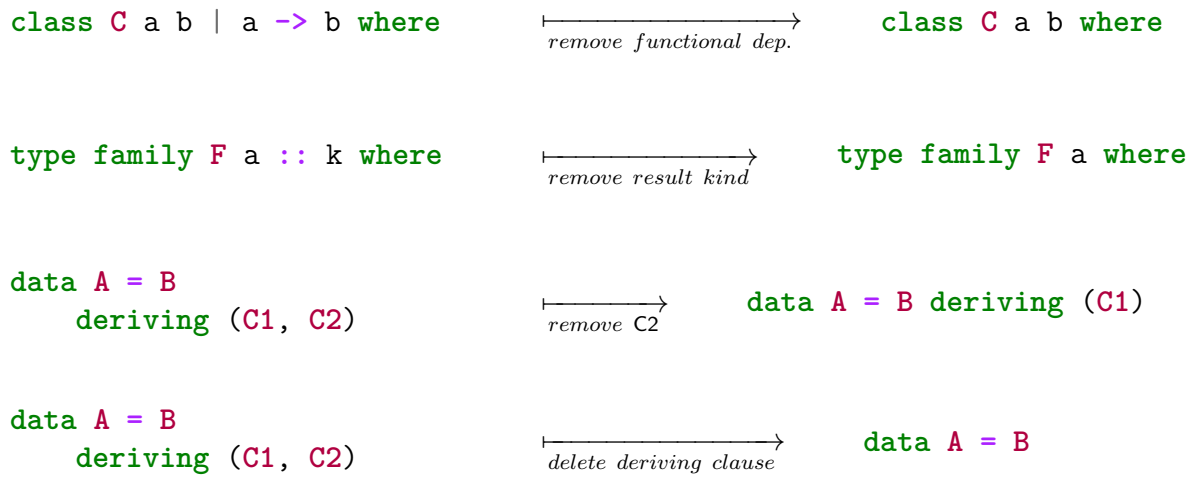 class C a b | a -> b where
remove functional dep.
class C a b where
type family F a :: k where
remove result kind
type family F a where
data A = B
deriving (C1, C2)
remove C2
data A = B deriving (C1)
data A = B
deriving (C1, C2)
delete deriving clause
data A = B